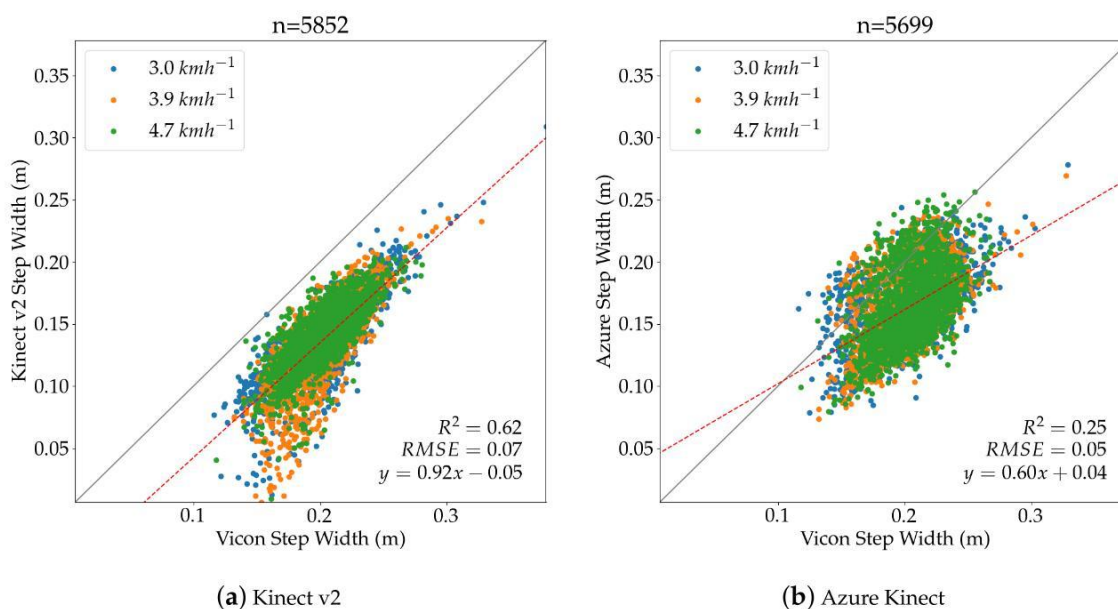 n=5852
3.0 kmh⁻¹
3.9 kmh⁻¹
4.7 kmh⁻¹
Kinect v2 Step Width (m)
0.35
0.30
0.25
0.20
0.15
0.10
0.05
R² = 0.62
RMSE = 0.07
y = 0.92x − 0.05
0.1 0.2 0.3
Vicon Step Width (m)
(a) Kinect v2
n=5699
3.0 kmh⁻¹
3.9 kmh⁻¹
4.7 kmh⁻¹
Azure Step Width (m)
0.35
0.30
0.25
0.20
0.15
0.10
0.05
R² = 0.25
RMSE = 0.05
y = 0.60x + 0.04
0.1 0.2 0.3
Vicon Step Width (m)
(b) Azure Kinect